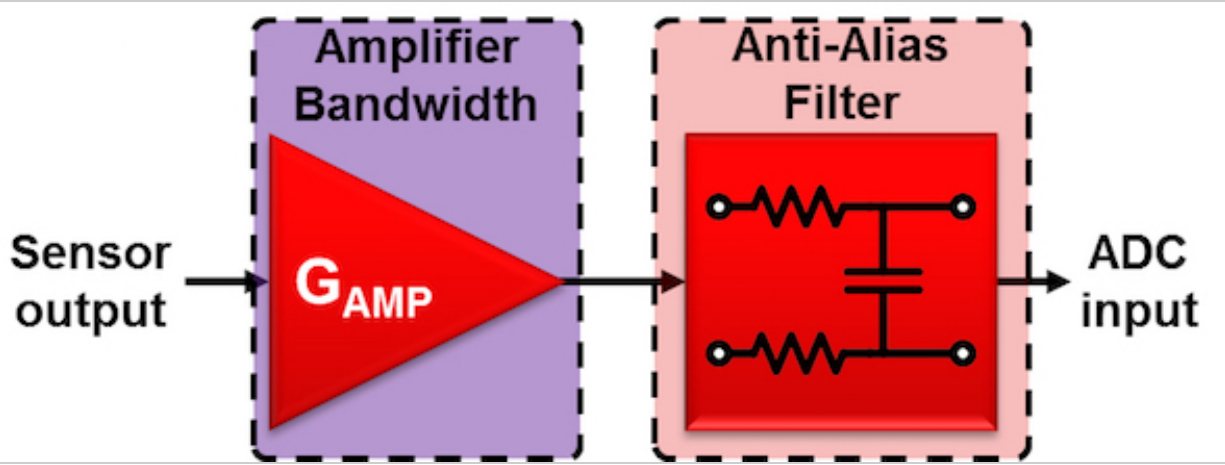 Amplifier
Bandwidth
Anti-Alias
Filter
Sensor
output
GAMP
ADC
input